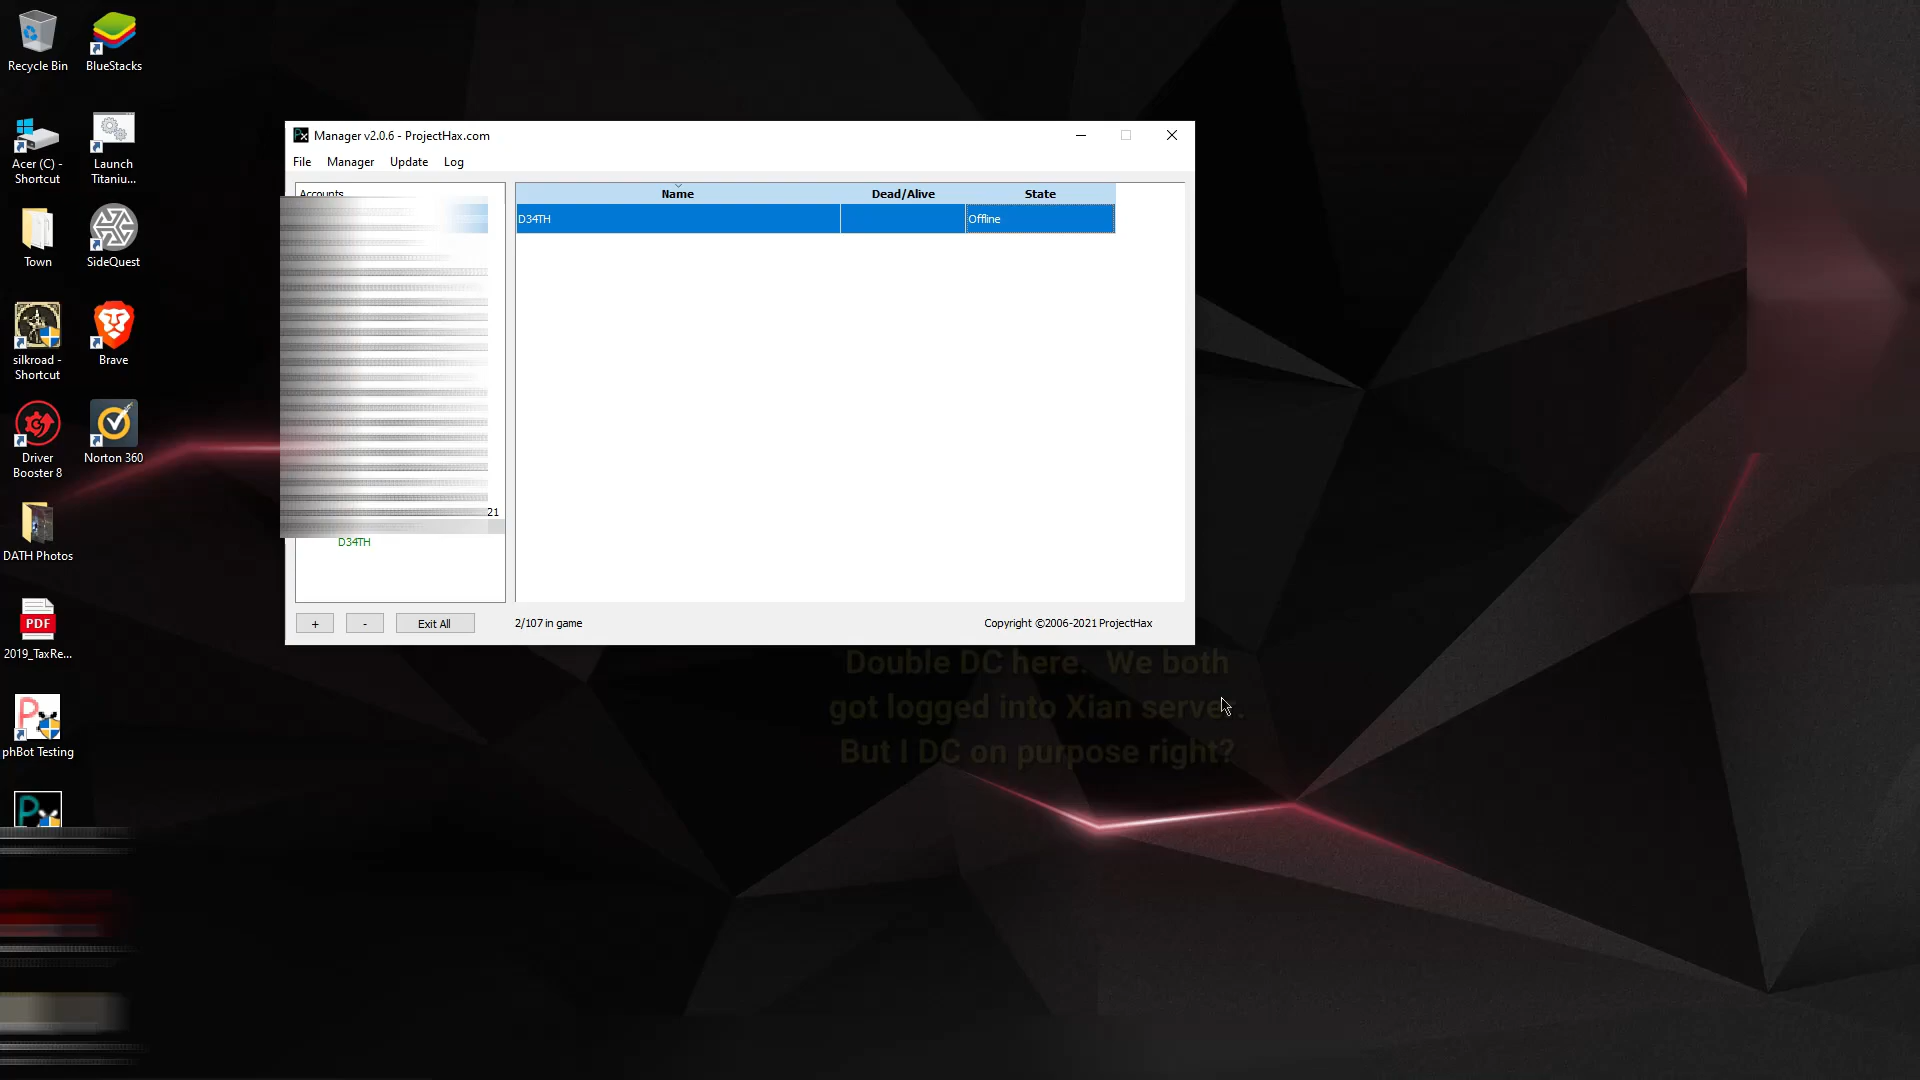 Recycle Bin
BlueStacks
Acer (C) -
Shortcut
Launch
Titaniu...
Town
SideQuest
silkroad -
Shortcut
Brave
Driver
Booster 8
Norton 360
DATH Photos
PDF
2019_TaxRe...
phBot Testing
Manager v2.0.6 - ProjectHax.com
File
Manager
Update
Log
Accounts
Name
Dead/Alive
State
D34TH
Offline
21
D34TH
+
-
Exit All
2/107 in game
Copyright ©2006-2021 ProjectHax
Double DC here. We both
got logged into Xian server.
But I DC on purpose right?